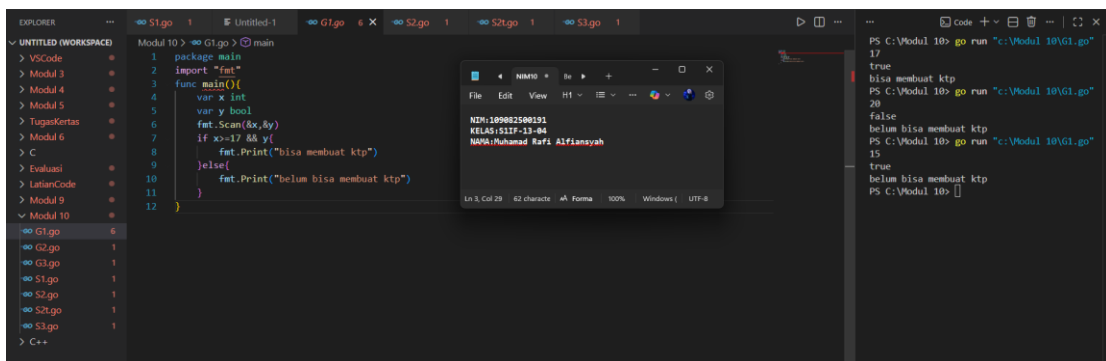 EXPLORER
UNTITLED (WORKSPACE)
VSCode
Modul 3
Modul 4
Modul 5
TugasKertas
Modul 6
C
Evaluasi
LatianCode
Modul 9
Modul 10
G1.go 6
G2.go 1
G3.go 1
S1.go 1
S2.go 1
S2t.go 1
S3.go 1
C++
S1.go 1 Untitled-1 G1.go 6 S2.go 1 S2t.go 1 S3.go 1
Modul 10 > G1.go > main
1 package main
2 import "fmt"
3 func main(){
4 var x int
5 var y bool
6 fmt.Scan(&x,&y)
7 if x>=17 && y{
8 fmt.Print("bisa membuat ktp")
9 }else{
10 fmt.Print("belum bisa membuat ktp")
11 }
12 }
NIM10 Be
File Edit View H1
NIM:109082500191
KELAS:S1IF-13-04
NAMA:Muhamad Rafi Alfiansyah
Ln 3, Col 29 62 characte Forma 100% Windows ( UTF-8
Code
PS C:\Modul 10> go run "c:\Modul 10\G1.go"
17
true
bisa membuat ktp
PS C:\Modul 10> go run "c:\Modul 10\G1.go"
20
false
belum bisa membuat ktp
PS C:\Modul 10> go run "c:\Modul 10\G1.go"
15
true
belum bisa membuat ktp
PS C:\Modul 10>